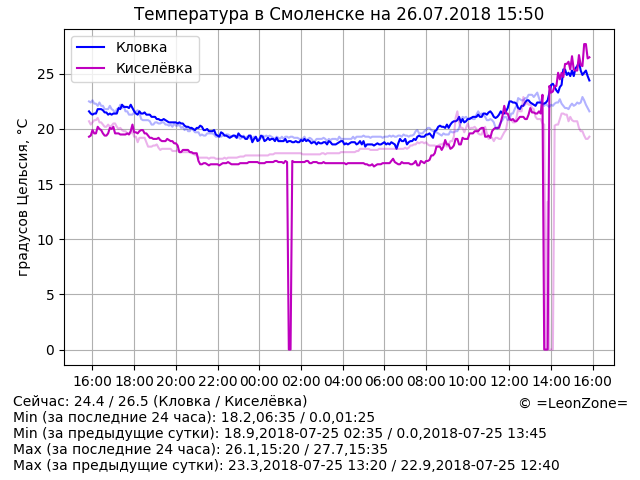 Температура в Смоленске на 26.07.2018 15:50
Кловка
Киселёвка
градусов Цельсия, °C
25
20
15
10
5
0
16:00 18:00 20:00 22:00 00:00 02:00 04:00 06:00 08:00 10:00 12:00 14:00 16:00
Сейчас: 24.4 / 26.5 (Кловка / Киселёвка)
© =LeonZone=
Min (за последние 24 часа): 18.2,06:35 / 0.0,01:25
Min (за предыдущие сутки): 18.9,2018-07-25 02:35 / 0.0,2018-07-25 13:45
Max (за последние 24 часа): 26.1,15:20 / 27.7,15:35
Max (за предыдущие сутки): 23.3,2018-07-25 13:20 / 22.9,2018-07-25 12:40